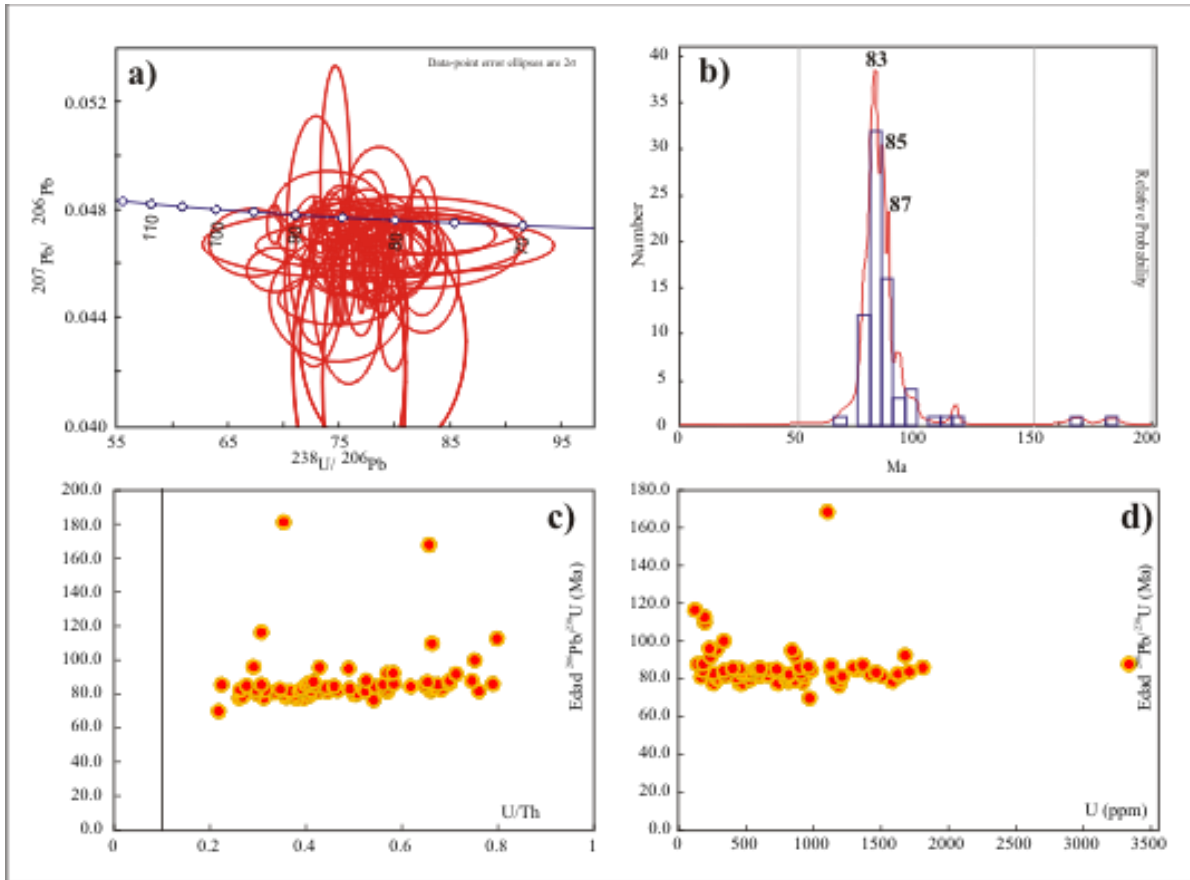 a)
Data-point error ellipses are 2σ
0.052
0.048
0.044
0.040
207Pb/ 206Pb
110
100
90
80
70
55 65 75 85 95
238U/ 206Pb
b)
40
35
30
25
20
15
10
5
0
Number
83
85
87
Relative Probability
0 50 100 150 200
Ma
c)
200.0
180.0
160.0
140.0
120.0
100.0
80.0
60.0
40.0
20.0
0.0
Edad 206Pb/238U (Ma)
U/Th
0 0.2 0.4 0.6 0.8 1
d)
180.0
160.0
140.0
120.0
100.0
80.0
60.0
40.0
20.0
0.0
Edad 206Pb/238U (Ma)
U (ppm)
0 500 1000 1500 2000 2500 3000 3500